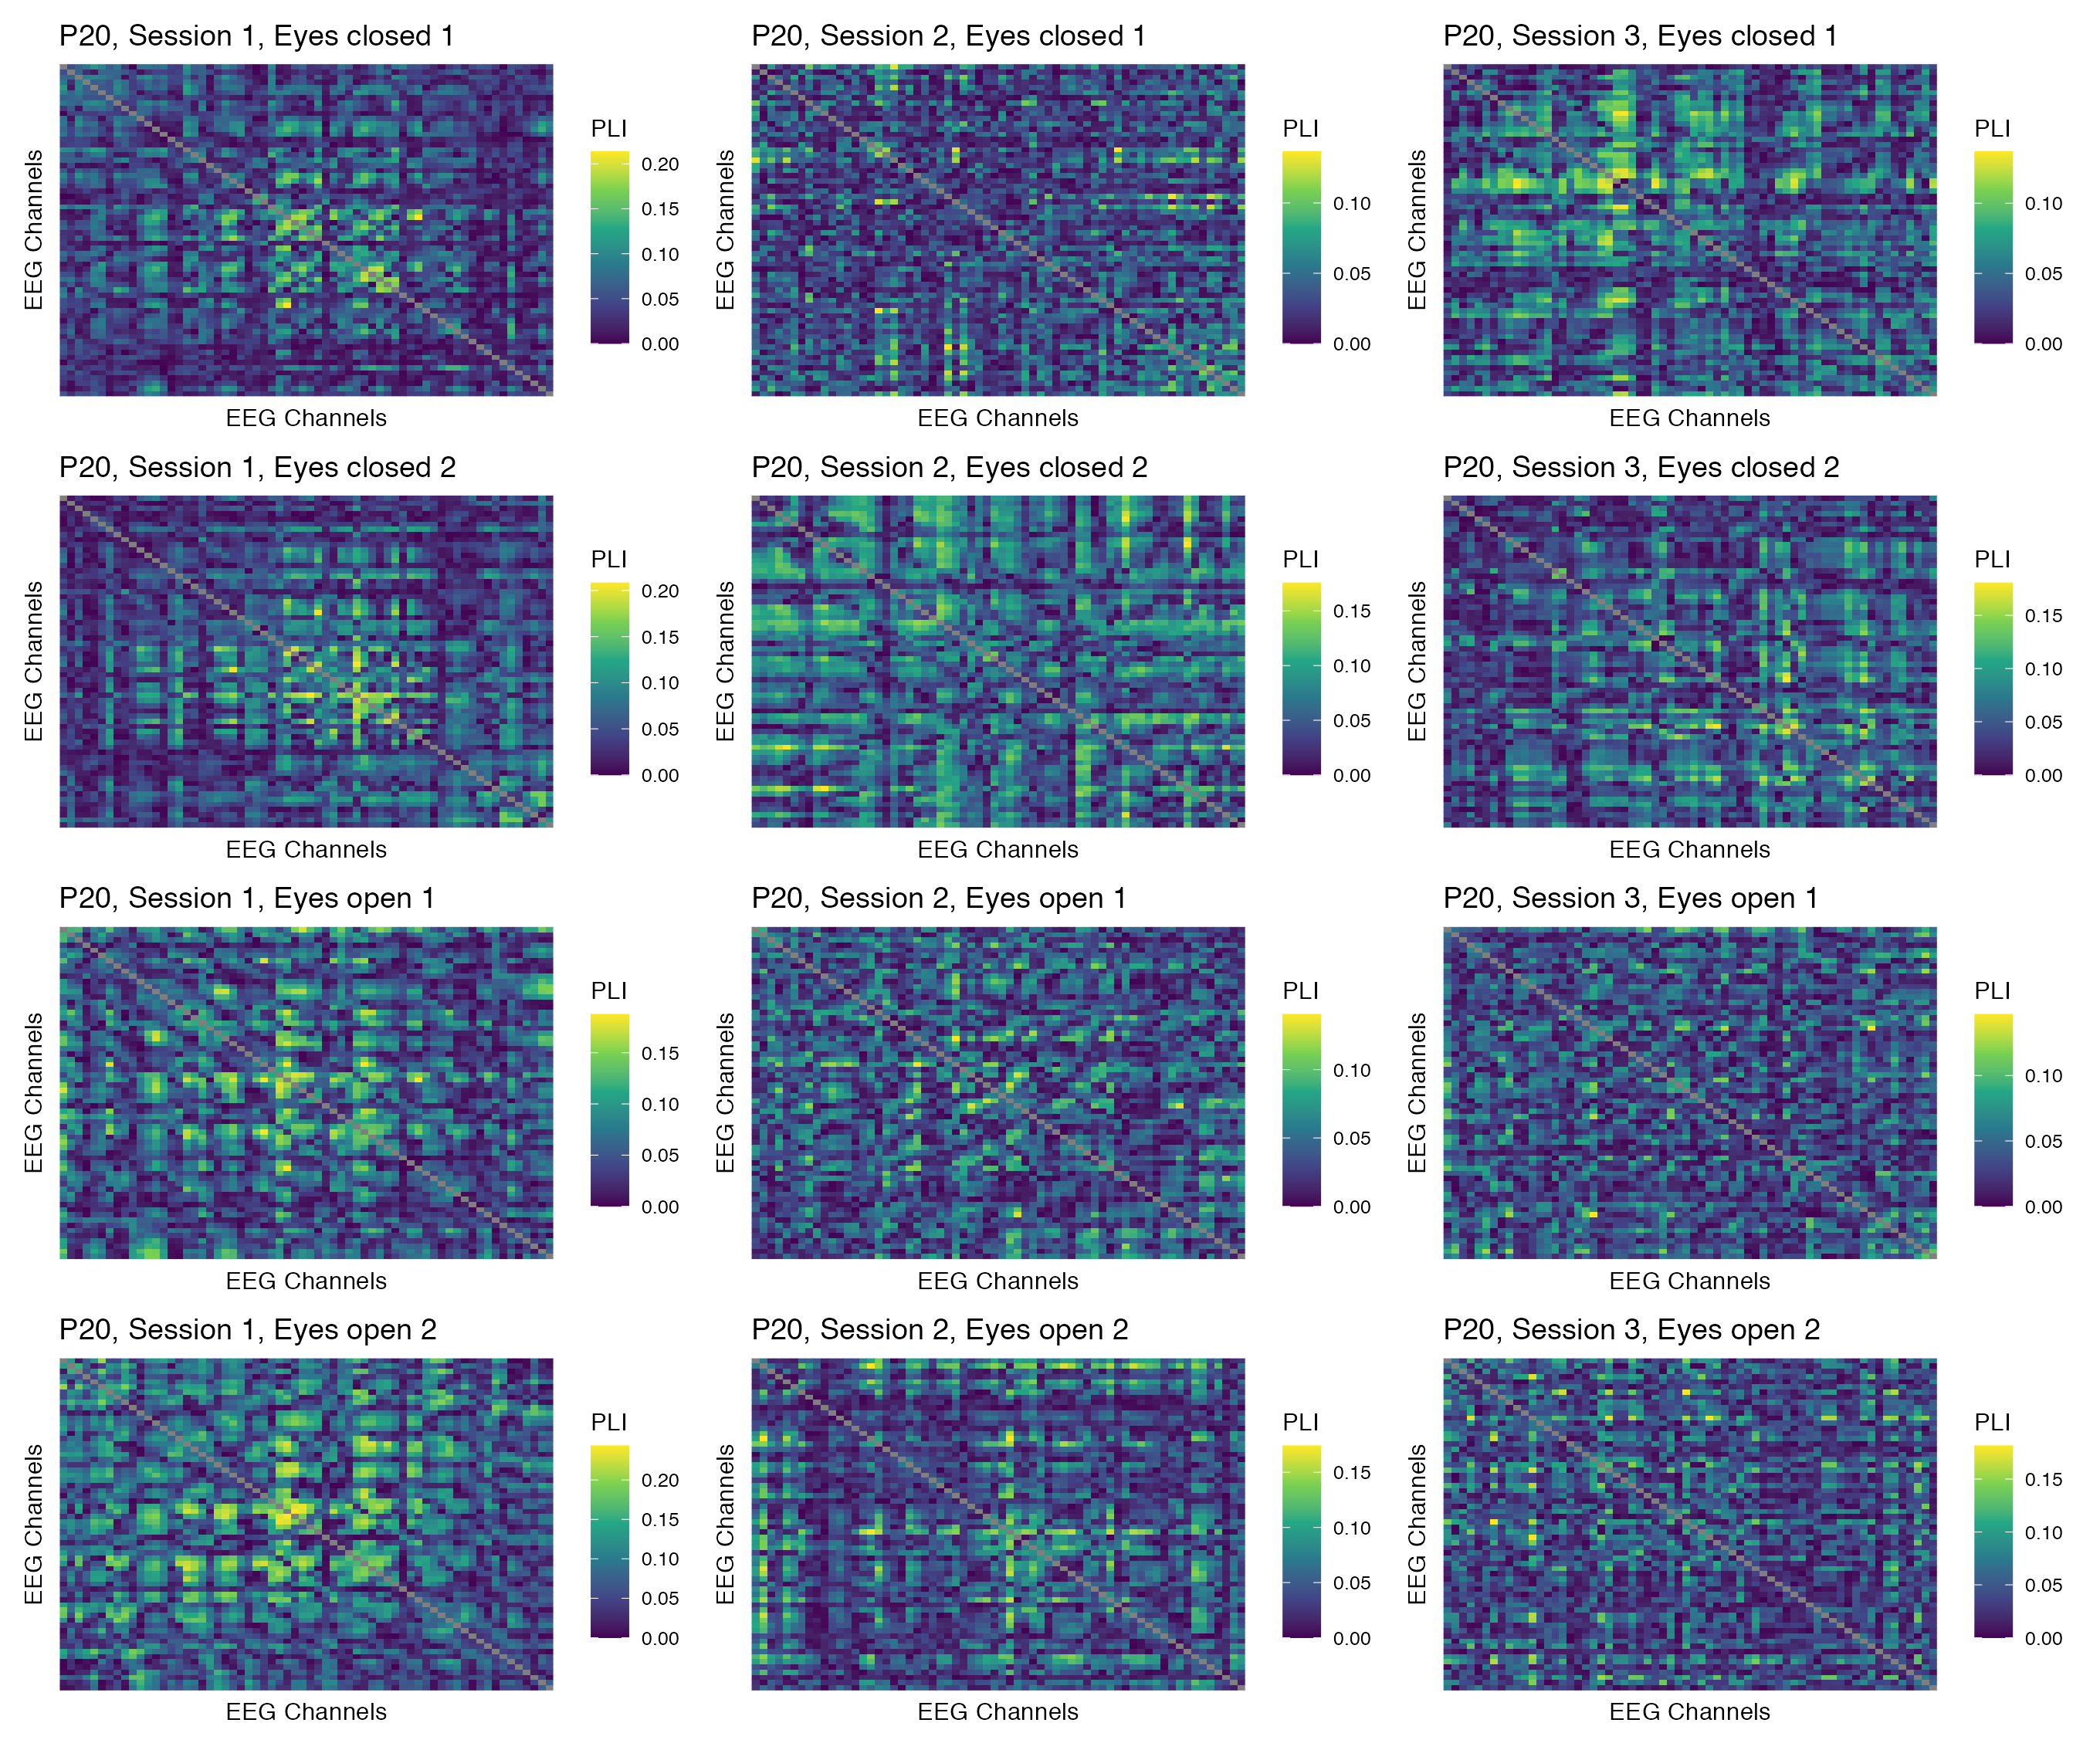 P20, Session 1, Eyes closed 1
EEG Channels
EEG Channels
PLI
0.20
0.15
0.10
0.05
0.00
P20, Session 2, Eyes closed 1
EEG Channels
EEG Channels
PLI
0.10
0.05
0.00
P20, Session 3, Eyes closed 1
EEG Channels
EEG Channels
PLI
0.10
0.05
0.00
P20, Session 1, Eyes closed 2
EEG Channels
EEG Channels
PLI
0.20
0.15
0.10
0.05
0.00
P20, Session 2, Eyes closed 2
EEG Channels
EEG Channels
PLI
0.15
0.10
0.05
0.00
P20, Session 3, Eyes closed 2
EEG Channels
EEG Channels
PLI
0.15
0.10
0.05
0.00
P20, Session 1, Eyes open 1
EEG Channels
EEG Channels
PLI
0.15
0.10
0.05
0.00
P20, Session 2, Eyes open 1
EEG Channels
EEG Channels
PLI
0.10
0.05
0.00
P20, Session 3, Eyes open 1
EEG Channels
EEG Channels
PLI
0.10
0.05
0.00
P20, Session 1, Eyes open 2
EEG Channels
EEG Channels
PLI
0.20
0.15
0.10
0.05
0.00
P20, Session 2, Eyes open 2
EEG Channels
EEG Channels
PLI
0.15
0.10
0.05
0.00
P20, Session 3, Eyes open 2
EEG Channels
EEG Channels
PLI
0.15
0.10
0.05
0.00